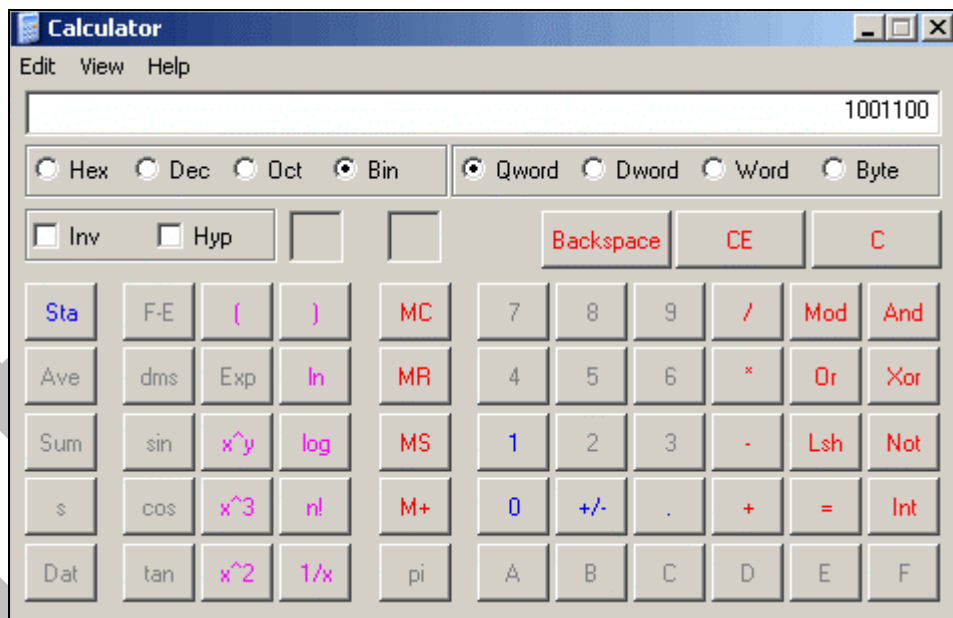 Calculator
Edit View Help
1001100
Hex Dec Oct Bin Qword Dword Word Byte
Inv Hyp Backspace CE C
Sta F-E ( ) MC 7 8 9 / Mod And
Ave dms Exp ln MR 4 5 6 * Or Xor
Sum sin x^y log MS 1 2 3 - Lsh Not
s cos x^3 n! M+ 0 +/- . + = Int
Dat tan x^2 1/x pi A B C D E F